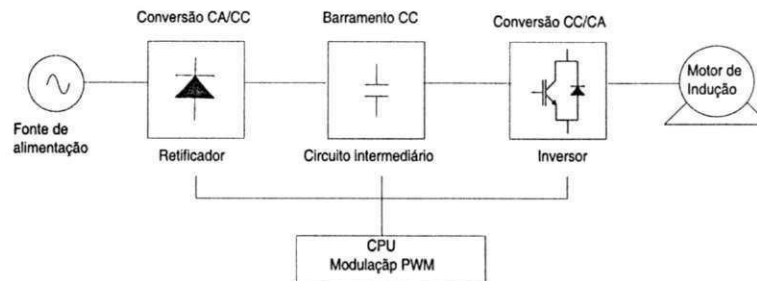 Conversão CA/CC
Barramento CC
Conversão CC/CA
Motor de
Indução
Fonte de
alimentação
Retificador
Circuito intermediário
Inversor
CPU
Modulaçãp PWM